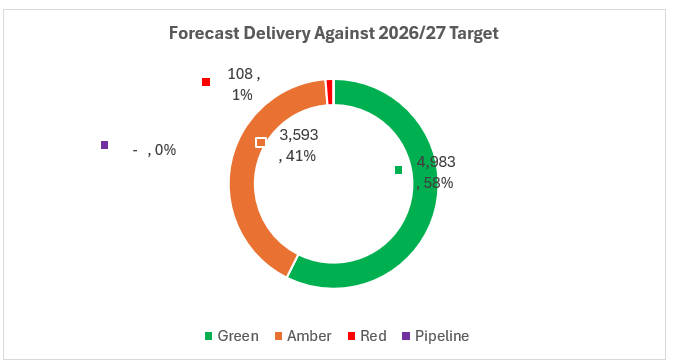 Forecast Delivery Against 2026/27 Target
108 ,
1%
3,593
, 41%
- , 0%
4,983
, 58%
Green Amber Red Pipeline